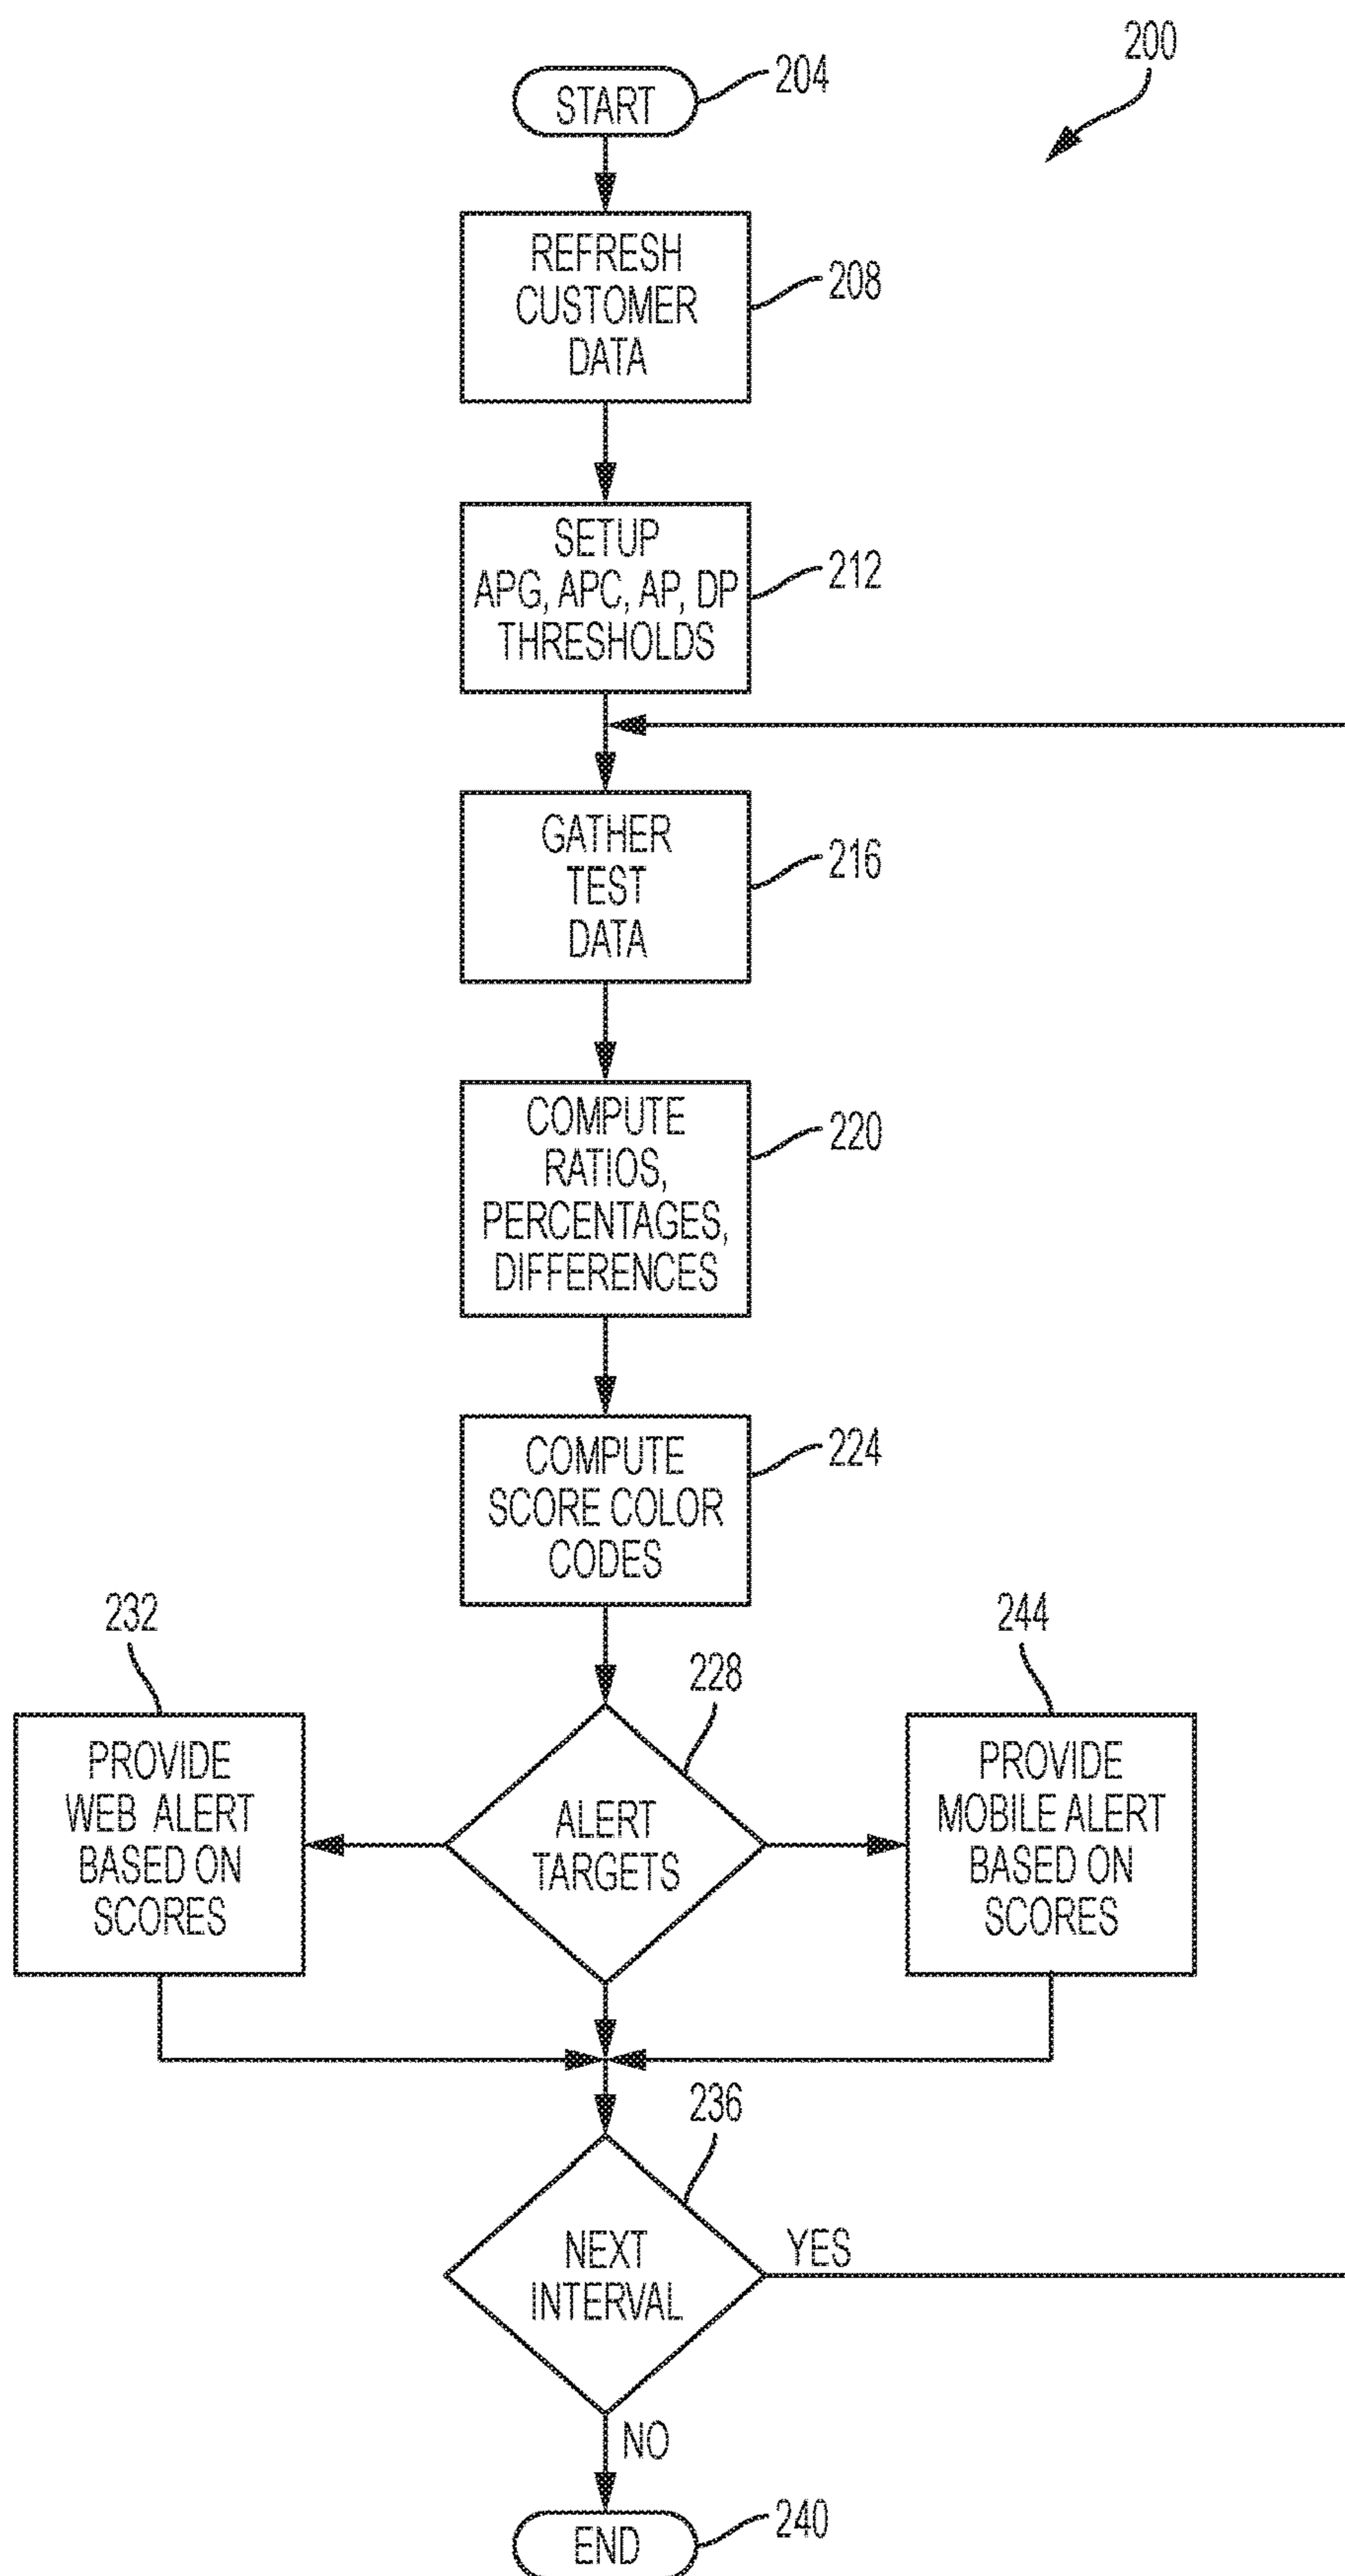 200
START
204
REFRESH
CUSTOMER
DATA
208
SETUP
APG, APC, AP, DP
THRESHOLDS
212
GATHER
TEST
DATA
216
COMPUTE
RATIOS,
PERCENTAGES,
DIFFERENCES
220
COMPUTE
SCORE COLOR
CODES
224
232
PROVIDE
WEB ALERT
BASED ON
SCORES
228
ALERT
TARGETS
244
PROVIDE
MOBILE ALERT
BASED ON
SCORES
236
NEXT
INTERVAL
YES
NO
END
240